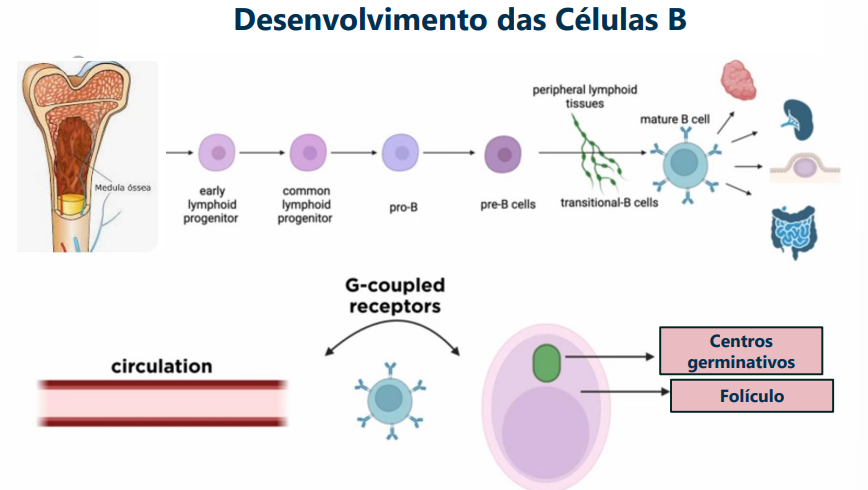 Desenvolvimento das Células B
Medula óssea
early
lymphoid
progenitor
common
lymphoid
progenitor
pro-B
pre-B cells
peripheral lymphoid
tissues
transitional-B cells
mature B cell
G-coupled
receptors
circulation
Centros
germinativos
Folículo